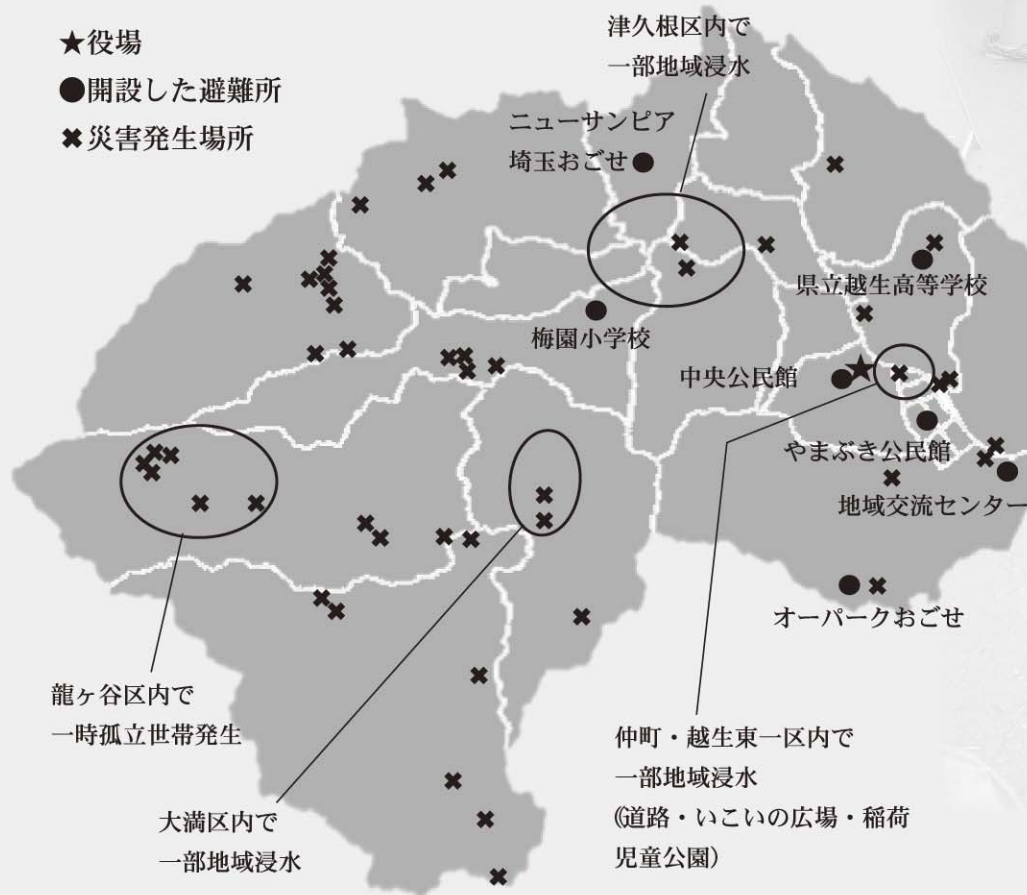 ★役場
●開設した避難所
✖災害発生場所
津久根区内で
一部地域浸水
ニューサンピア
埼玉おごせ
県立越生高等学校
梅園小学校
中央公民館
やまぶき公民館
地域交流センター
オーパークおごせ
龍ヶ谷区内で
一時孤立世帯発生
大満区内で
一部地域浸水
仲町・越生東一区内で
一部地域浸水
(道路・いこいの広場・稲荷
児童公園)